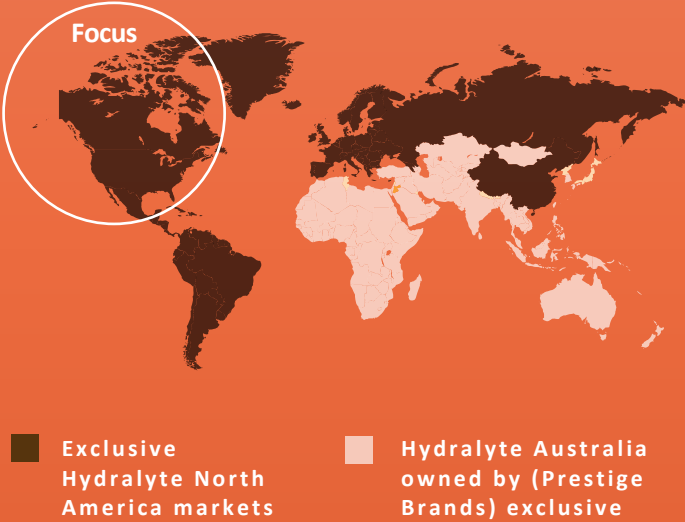 Focus
Exclusive
Hydralyte North
America markets
Hydralyte Australia
owned by (Prestige
Brands) exclusive